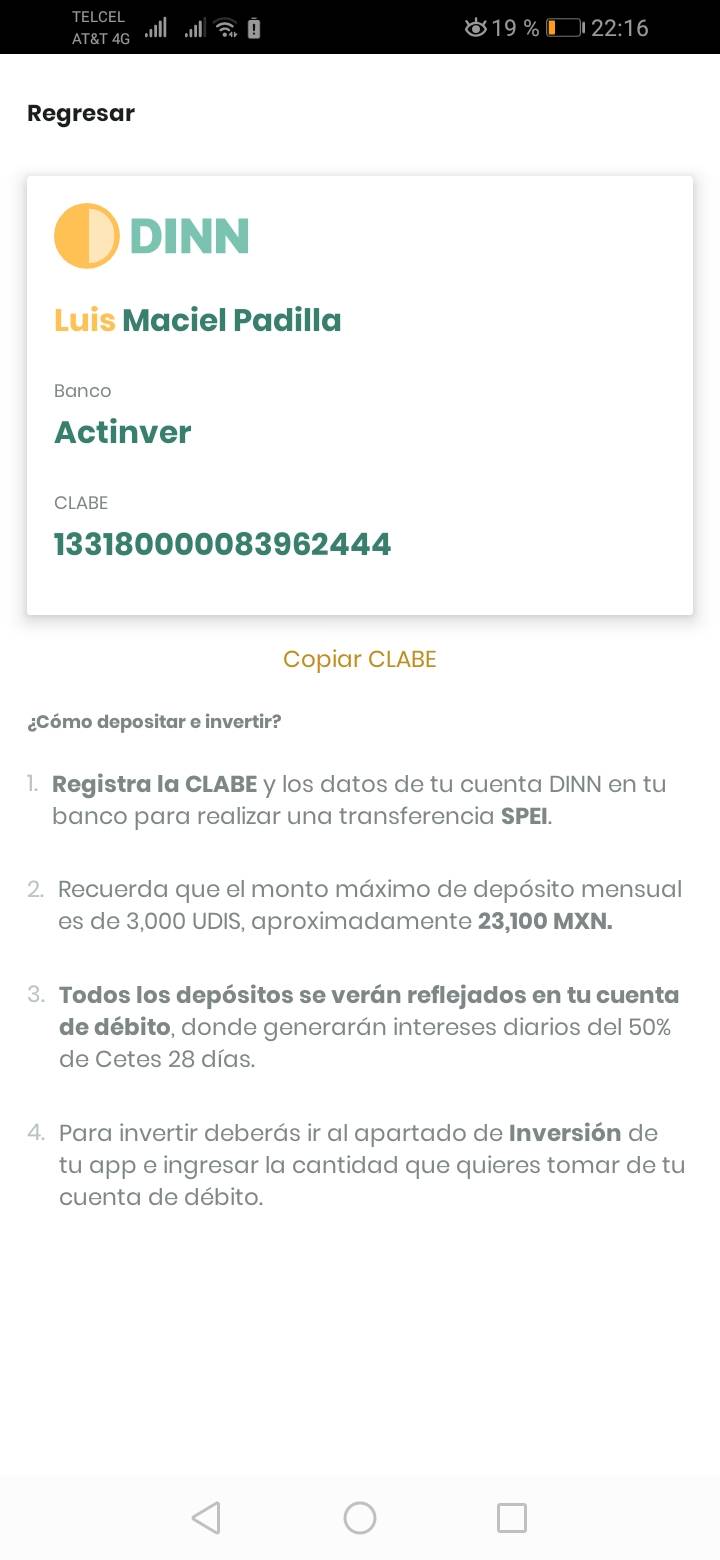 TELCEL
AT&T 4G
19 % 22:16
Regresar
DINN
Luis Maciel Padilla
Banco
Actinver
CLABE
133180000083962444
Copiar CLABE
¿Cómo depositar e invertir?
1. Registra la CLABE y los datos de tu cuenta DINN en tu
banco para realizar una transferencia SPEI.
2. Recuerda que el monto máximo de depósito mensual
es de 3,000 UDIS, aproximadamente 23,100 MXN.
3. Todos los depósitos se verán reflejados en tu cuenta
de débito, donde generarán intereses diarios del 50%
de Cetes 28 días.
4. Para invertir deberás ir al apartado de Inversión de
tu app e ingresar la cantidad que quieres tomar de tu
cuenta de débito.